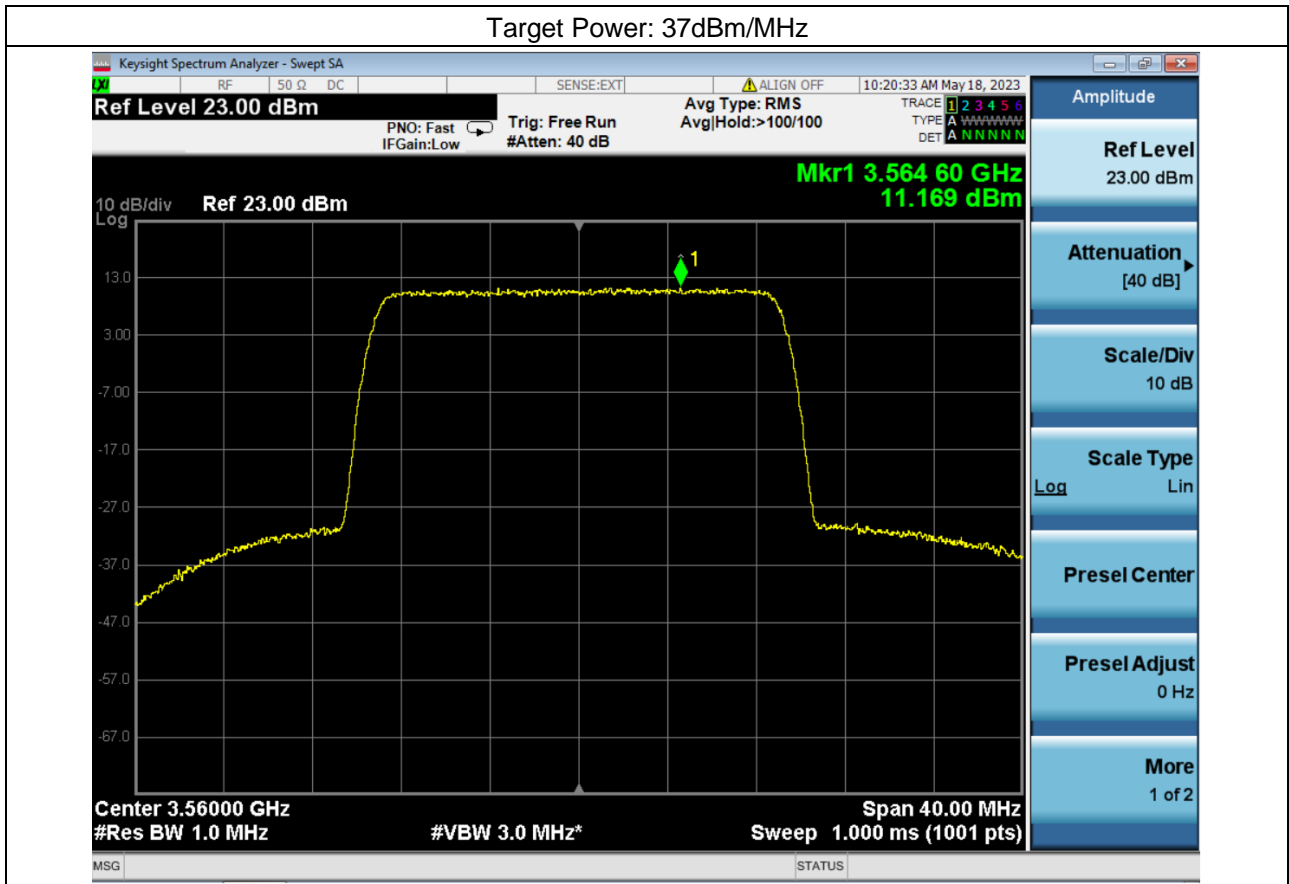 Target Power: 37dBm/MHz
Keysight Spectrum Analyzer - Swept SA
LXI RF 50 Ω DC SENSE:EXT ALIGN OFF 10:20:33 AM May 18, 2023
Ref Level 23.00 dBm
PNO: Fast
IFGain:Low
Trig: Free Run
#Atten: 40 dB
Avg Type: RMS
Avg|Hold:>100/100
TRACE 1 2 3 4 5 6
TYPE A WWWWW
DET A N N N N N
Mkr1 3.564 60 GHz
11.169 dBm
10 dB/div Ref 23.00 dBm
Log
1
13.0
3.00
-7.00
-17.0
-27.0
-37.0
-47.0
-57.0
-67.0
Center 3.56000 GHz Span 40.00 MHz
#Res BW 1.0 MHz #VBW 3.0 MHz* Sweep 1.000 ms (1001 pts)
MSG STATUS
Amplitude
Ref Level
23.00 dBm
Attenuation
[40 dB]
Scale/Div
10 dB
Scale Type
Log Lin
Presel Center
Presel Adjust
0 Hz
More
1 of 2